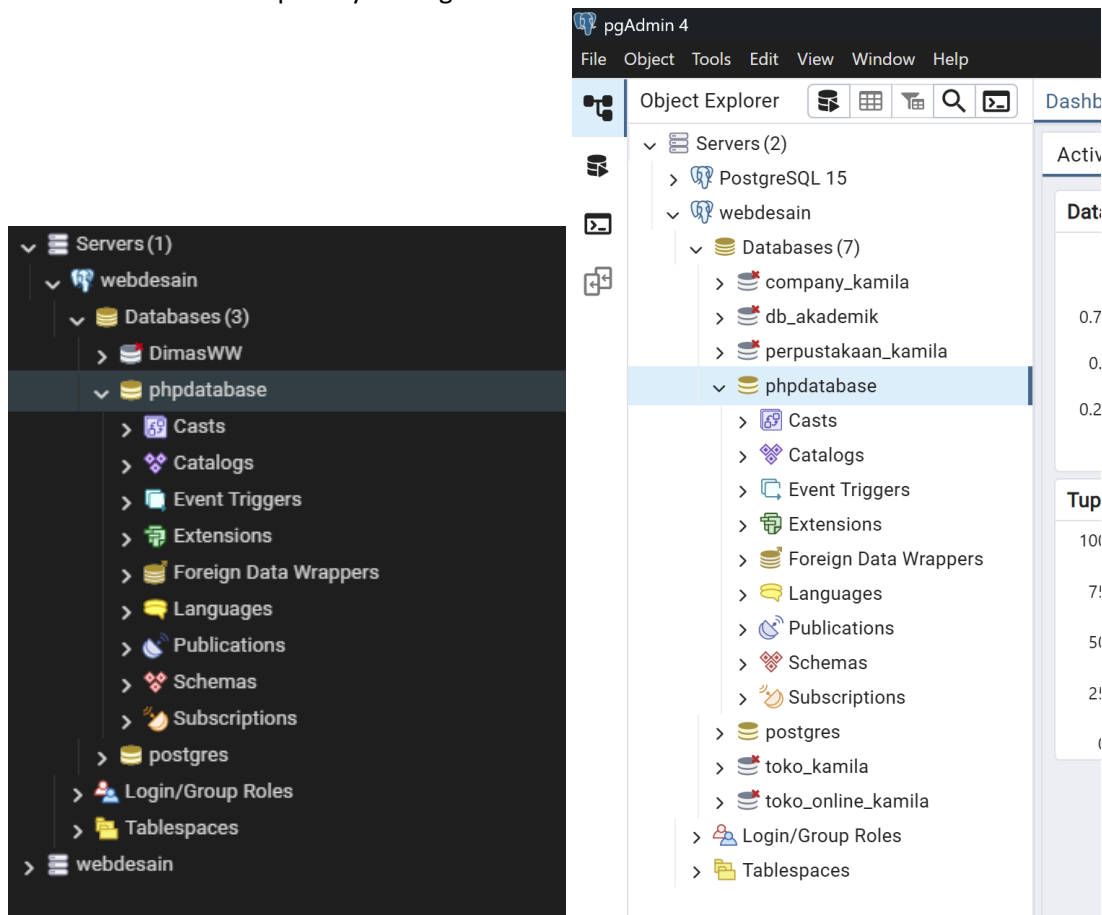 Servers (1)
webdesain
Databases (3)
DimasWW
phpdatabase
Casts
Catalogs
Event Triggers
Extensions
Foreign Data Wrappers
Languages
Publications
Schemas
Subscriptions
postgres
Login/Group Roles
Tablespaces
webdesain
pgAdmin 4
File Object Tools Edit View Window Help
Object Explorer
Servers (2)
PostgreSQL 15
webdesain
Databases (7)
company_kamila
db_akademik
perpustakaan_kamila
phpdatabase
Casts
Catalogs
Event Triggers
Extensions
Foreign Data Wrappers
Languages
Publications
Schemas
Subscriptions
postgres
toko_kamila
toko_online_kamila
Login/Group Roles
Tablespaces
Dashb
Activ
Data
0.7
0.
0.2
Tup
100
75
50
25